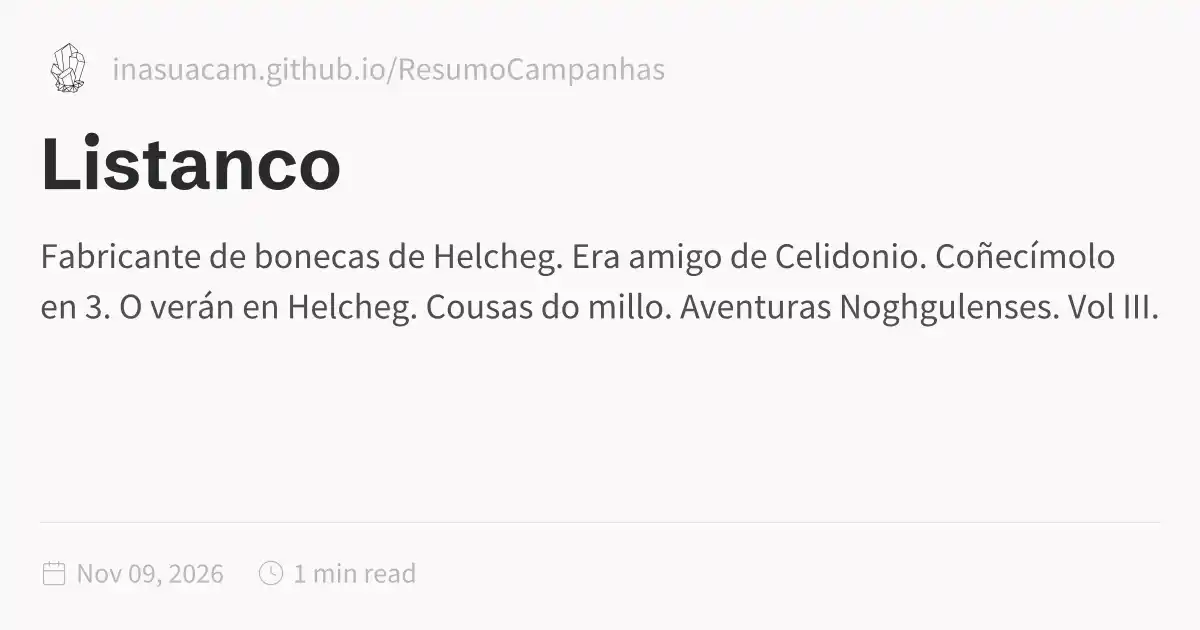 inasuacam.github.io/ResumoCampanhas
Listanco
Fabricante de bonecas de Helcheg. Era amigo de Celidonio. Coñecímolo
en 3. O verán en Helcheg. Cousas do millo. Aventuras Noghgulenses. Vol III.
Nov 09, 2026 1 min read